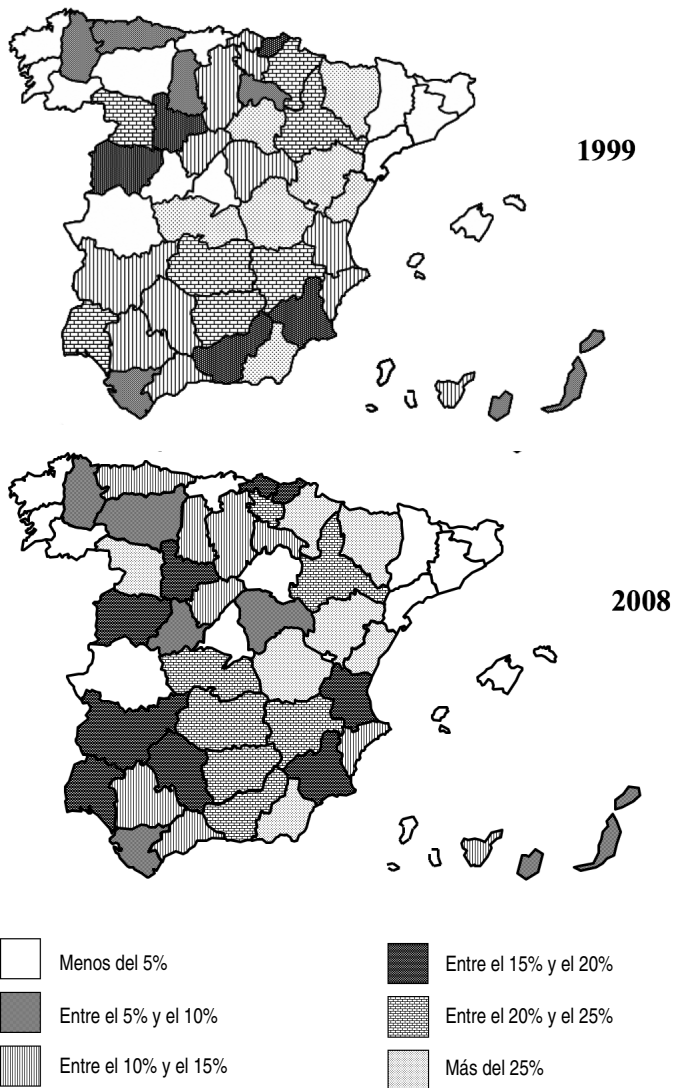 1999
2008
Menos del 5%
Entre el 5% y el 10%
Entre el 10% y el 15%
Entre el 15% y el 20%
Entre el 20% y el 25%
Más del 25%